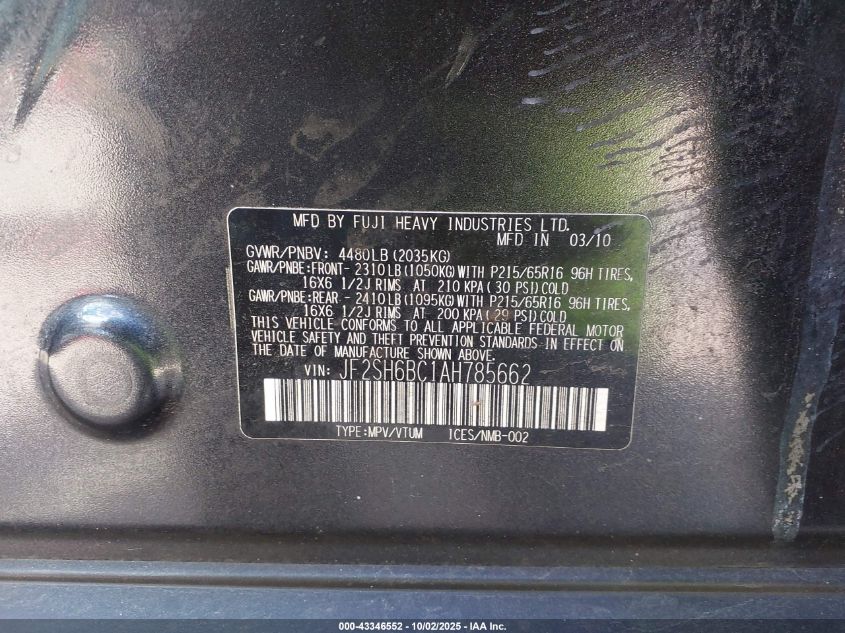 MFD BY FUJI HEAVY INDUSTRIES LTD.
MFD IN 03/10
GVWR/PNBV: 4480LB (2035KG)
GAWR/PNBE:FRONT- 2310LB(1050KG)WITH P215/65R16 96H TIRES,
16X6 1/2J RIMS AT 210 KPA(30 PSI)COLD
GAWR/PNBE:REAR - 2410LB(1095KG)WITH P215/65R16 96H TIRES,
16X6 1/2J RIMS AT 200 KPA(29 PSI)COLD
THIS VEHICLE CONFORMS TO ALL APPLICABLE FEDERAL MOTOR
VEHICLE SAFETY AND THEFT PREVENTION STANDARDS IN EFFECT ON
THE DATE OF MANUFACTURE SHOWN ABOVE.
VIN: JF2SH6BC1AH785662
TYPE:MPV/VTUM ICES/NMB-002
000-43346552 - 10/02/2025 - IAA Inc.